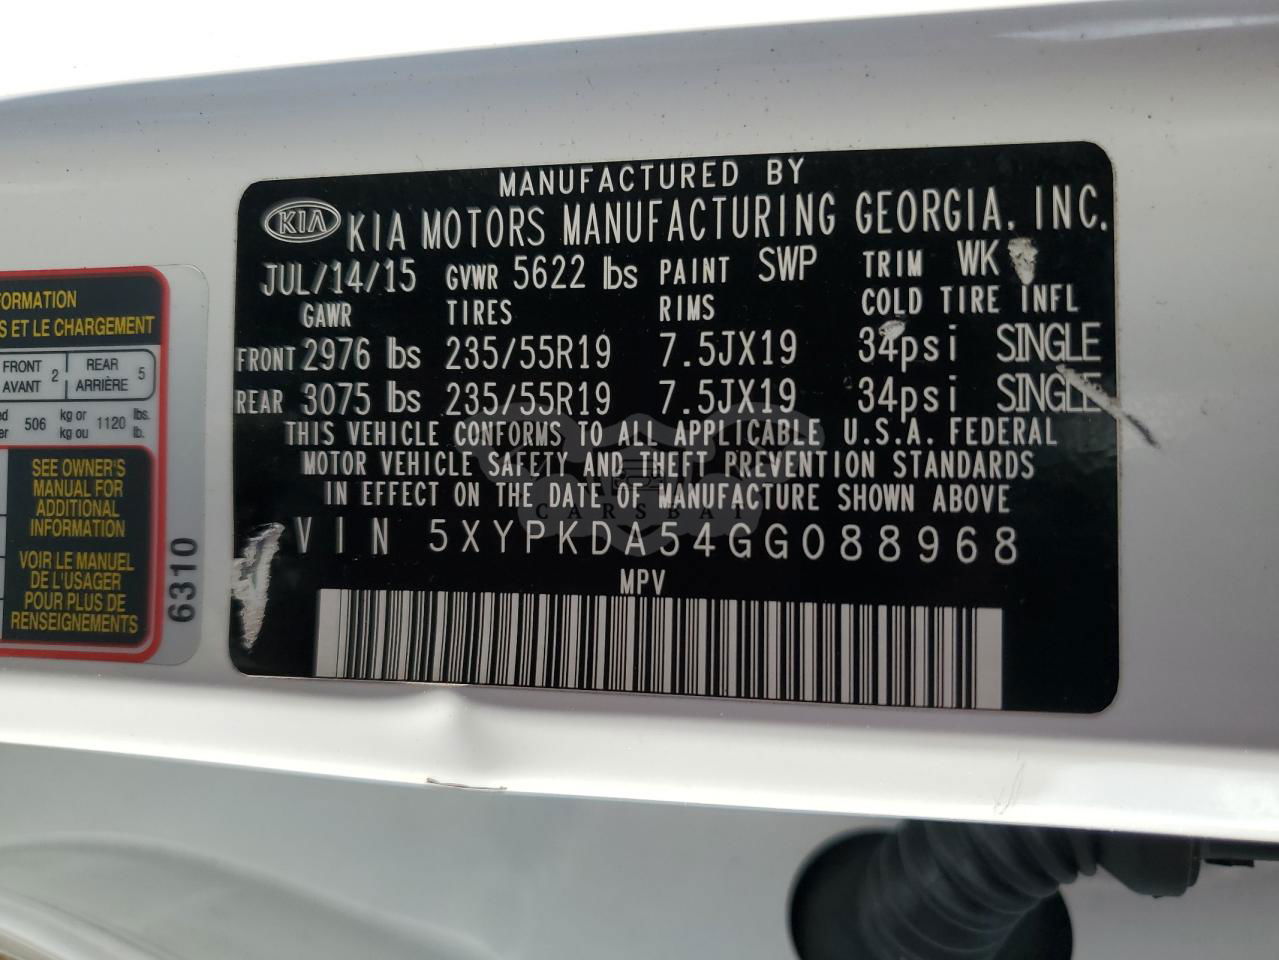 MANUFACTURED BY
KIA KIA MOTORS MANUFACTURING GEORGIA, INC.
JUL/14/15 GVWR 5622 lbs PAINT SWP TRIM WK
GAWR TIRES RIMS COLD TIRE INFL
FRONT 2976 lbs 235/55R19 7.5JX19 34psi SINGLE
REAR 3075 lbs 235/55R19 7.5JX19 34psi SINGLE
THIS VEHICLE CONFORMS TO ALL APPLICABLE U.S.A. FEDERAL
MOTOR VEHICLE SAFETY AND THEFT PREVENTION STANDARDS
IN EFFECT ON THE DATE OF MANUFACTURE SHOWN ABOVE
CARSBAT
VIN 5XYPKDA54GG088968
MPV
FORMATION
S ET LE CHARGEMENT
FRONT AVANT 2 REAR ARRIÈRE 5
506 kg or kg ou 1120 lbs. lb.
SEE OWNER'S
MANUAL FOR
ADDITIONAL
INFORMATION
VOIR LE MANUEL
DE L'USAGER
POUR PLUS DE
RENSEIGNEMENTS
6310